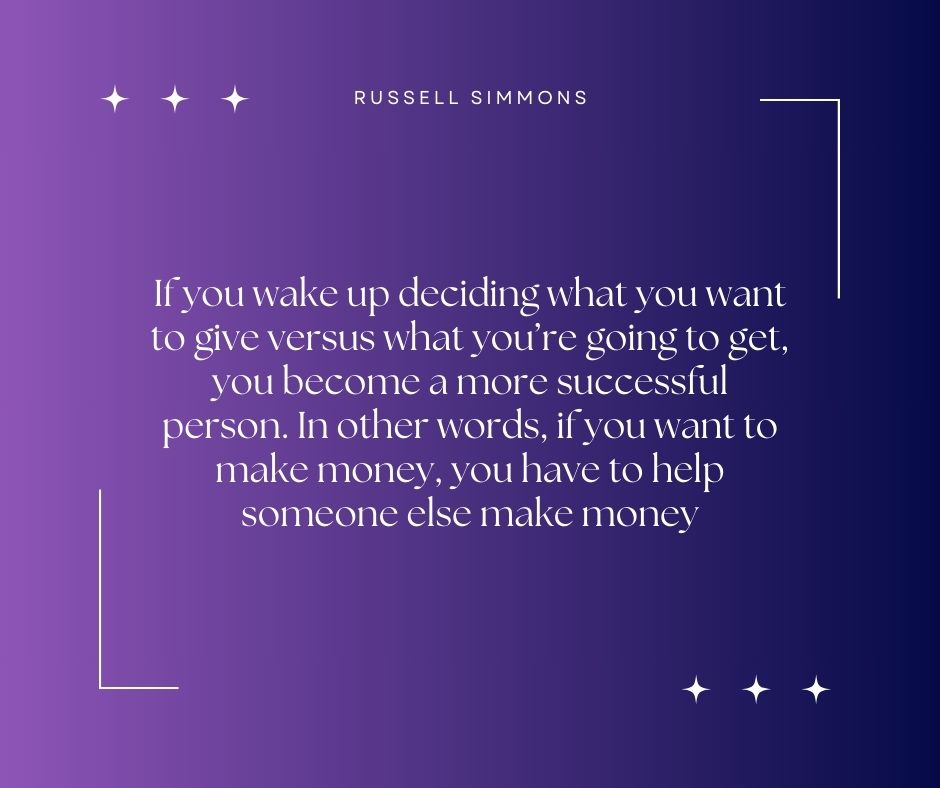 RUSSELL SIMMONS
If you wake up deciding what you want
to give versus what you’re going to get,
you become a more successful
person. In other words, if you want to
make money, you have to help
someone else make money